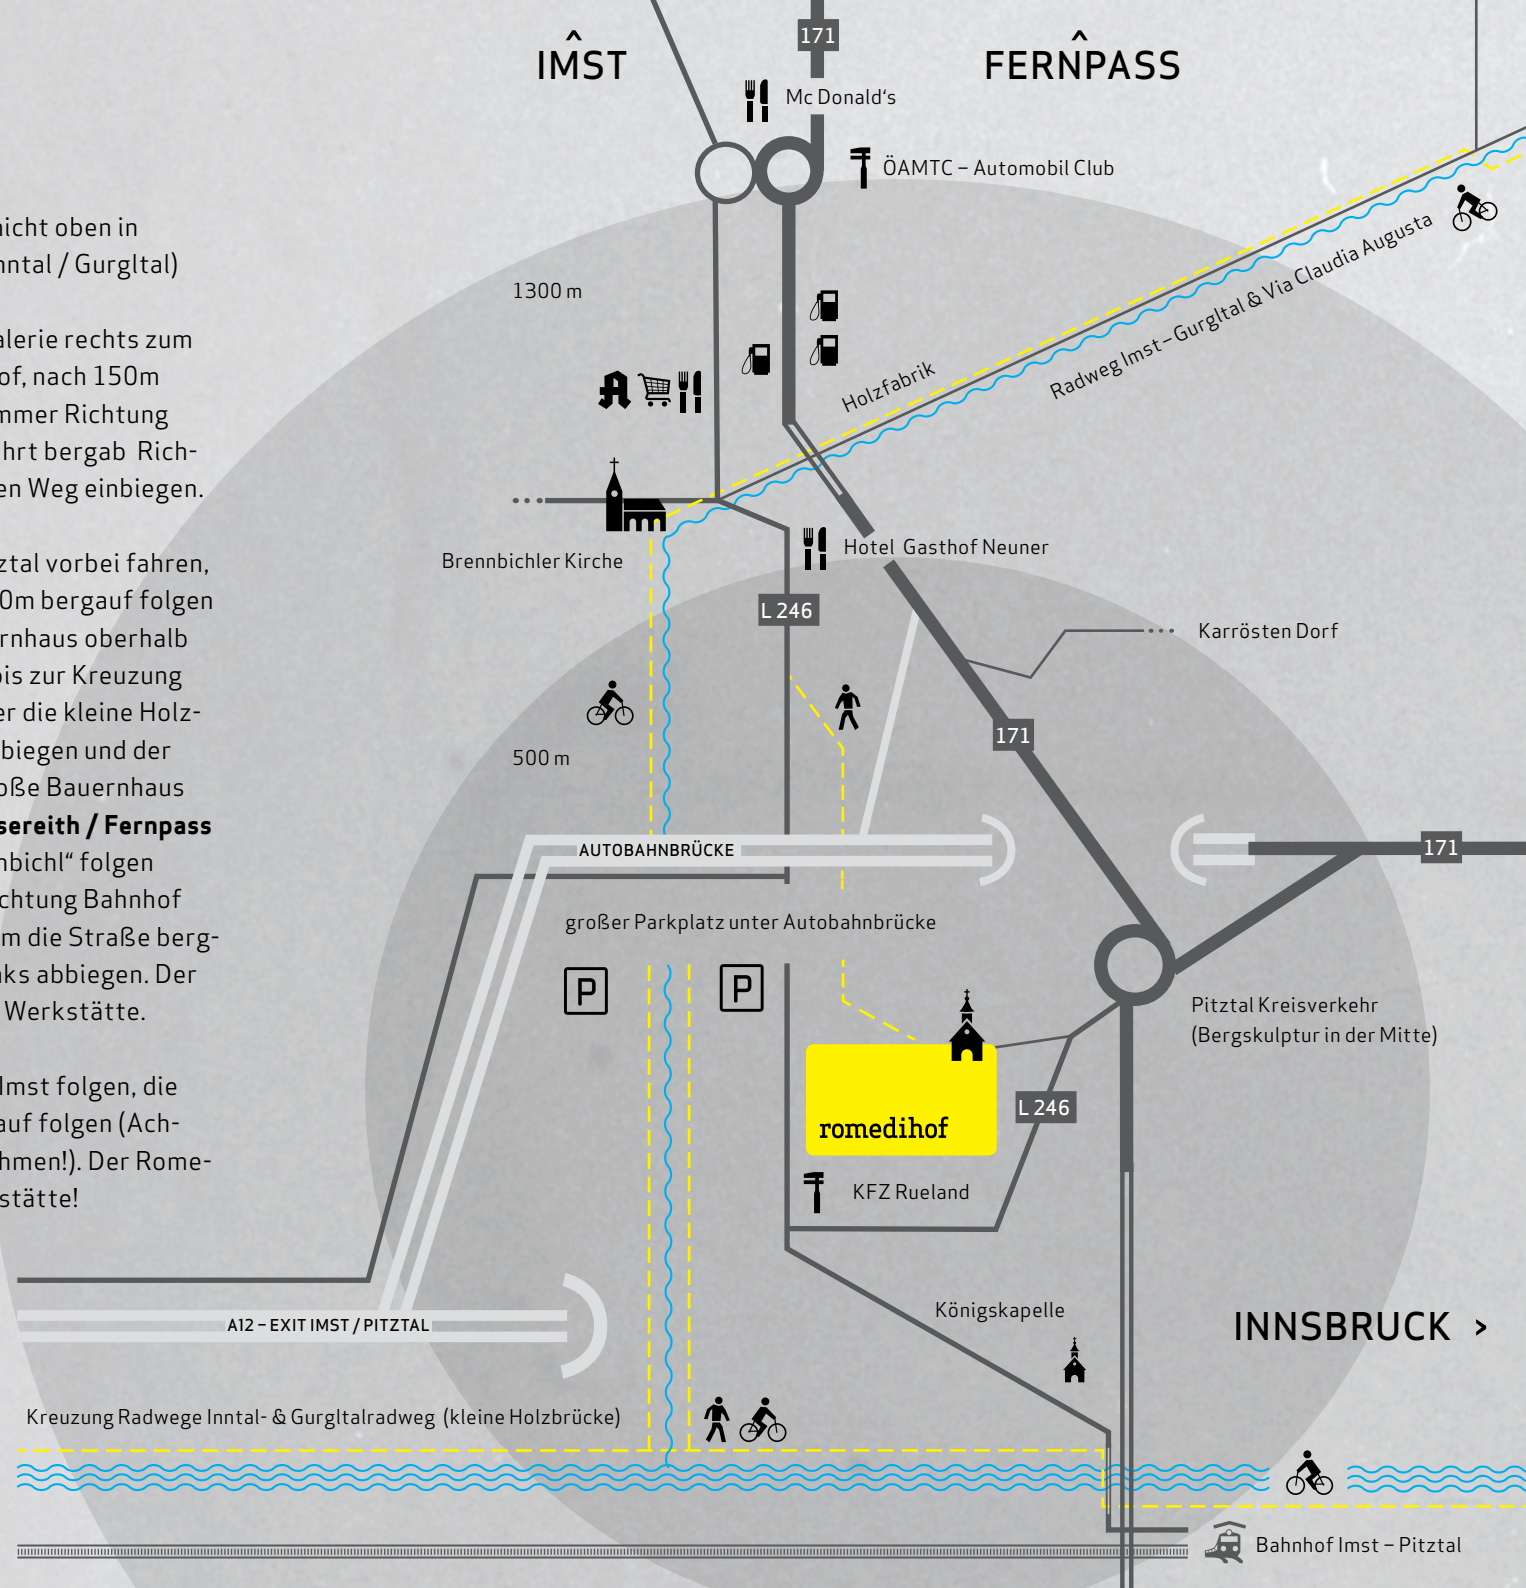 IMST
171
FERNPASS
Mc Donald‘s
ÖAMTC – Automobil Club
nicht oben in
nntal / Gurgltal)
alerie rechts zum
of, nach 150m
mmer Richtung
hrt bergab Rich-
en Weg einbiegen.
ztal vorbei fahren,
0m bergauf folgen
rnhaus oberhalb
bis zur Kreuzung
er die kleine Holz-
biegen und der
oße Bauernhaus
sereith / Fernpass
nbichl“ folgen
chtung Bahnhof
m die Straße berg-
nks abbiegen. Der
Werkstätte.
Imst folgen, die
auf folgen (Ach-
hmen!). Der Rome-
stätte!
1300 m
Radweg Imst – Gurgltal & Via Claudia Augusta
Holzfabrik
Brennbichler Kirche
Hotel Gasthof Neuner
L 246
Karrösten Dorf
171
500 m
AUTOBAHNBRÜCKE
171
großer Parkplatz unter Autobahnbrücke
P
P
Pitztal Kreisverkehr
(Bergskulptur in der Mitte)
romedihof
L 246
KFZ Rueland
Königskapelle
A12 – EXIT IMST / PITZTAL
INNSBRUCK >
Kreuzung Radwege Inntal- & Gurgltalradweg (kleine Holzbrücke)
Bahnhof Imst – Pitztal